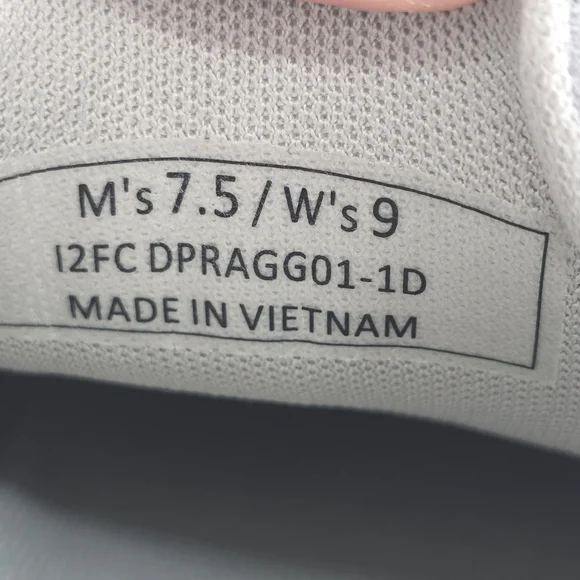 M's 7.5 / W's 9
I2FC DPRAGG01-1D
MADE IN VIETNAM